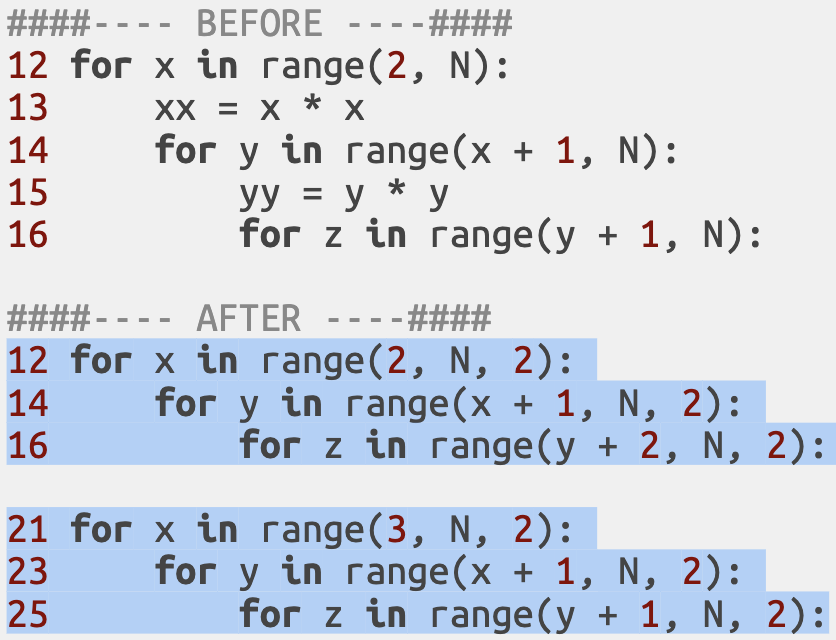 ####---- BEFORE ----####
12 for x in range(2, N):
13     xx = x * x
14     for y in range(x + 1, N):
15         yy = y * y
16         for z in range(y + 1, N):

####---- AFTER ----####
12 for x in range(2, N, 2):
14     for y in range(x + 1, N, 2):
16         for z in range(y + 2, N, 2):

21 for x in range(3, N, 2):
23     for y in range(x + 1, N, 2):
25         for z in range(y + 1, N, 2):